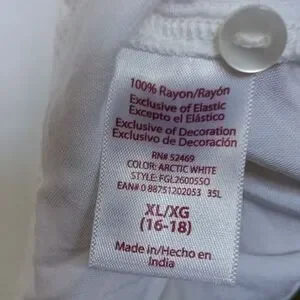 100% Rayon/Rayón
Exclusive of Elastic
Excepto el Elástico
Exclusive of Decoration
Exclusivo de Decoración
RN# 52469
COLOR: ARCTIC WHITE
STYLE: FGL2600SSO
EAN# 0 88751202053 35L
XL/XG
(16-18)
Made in/Hecho en
India